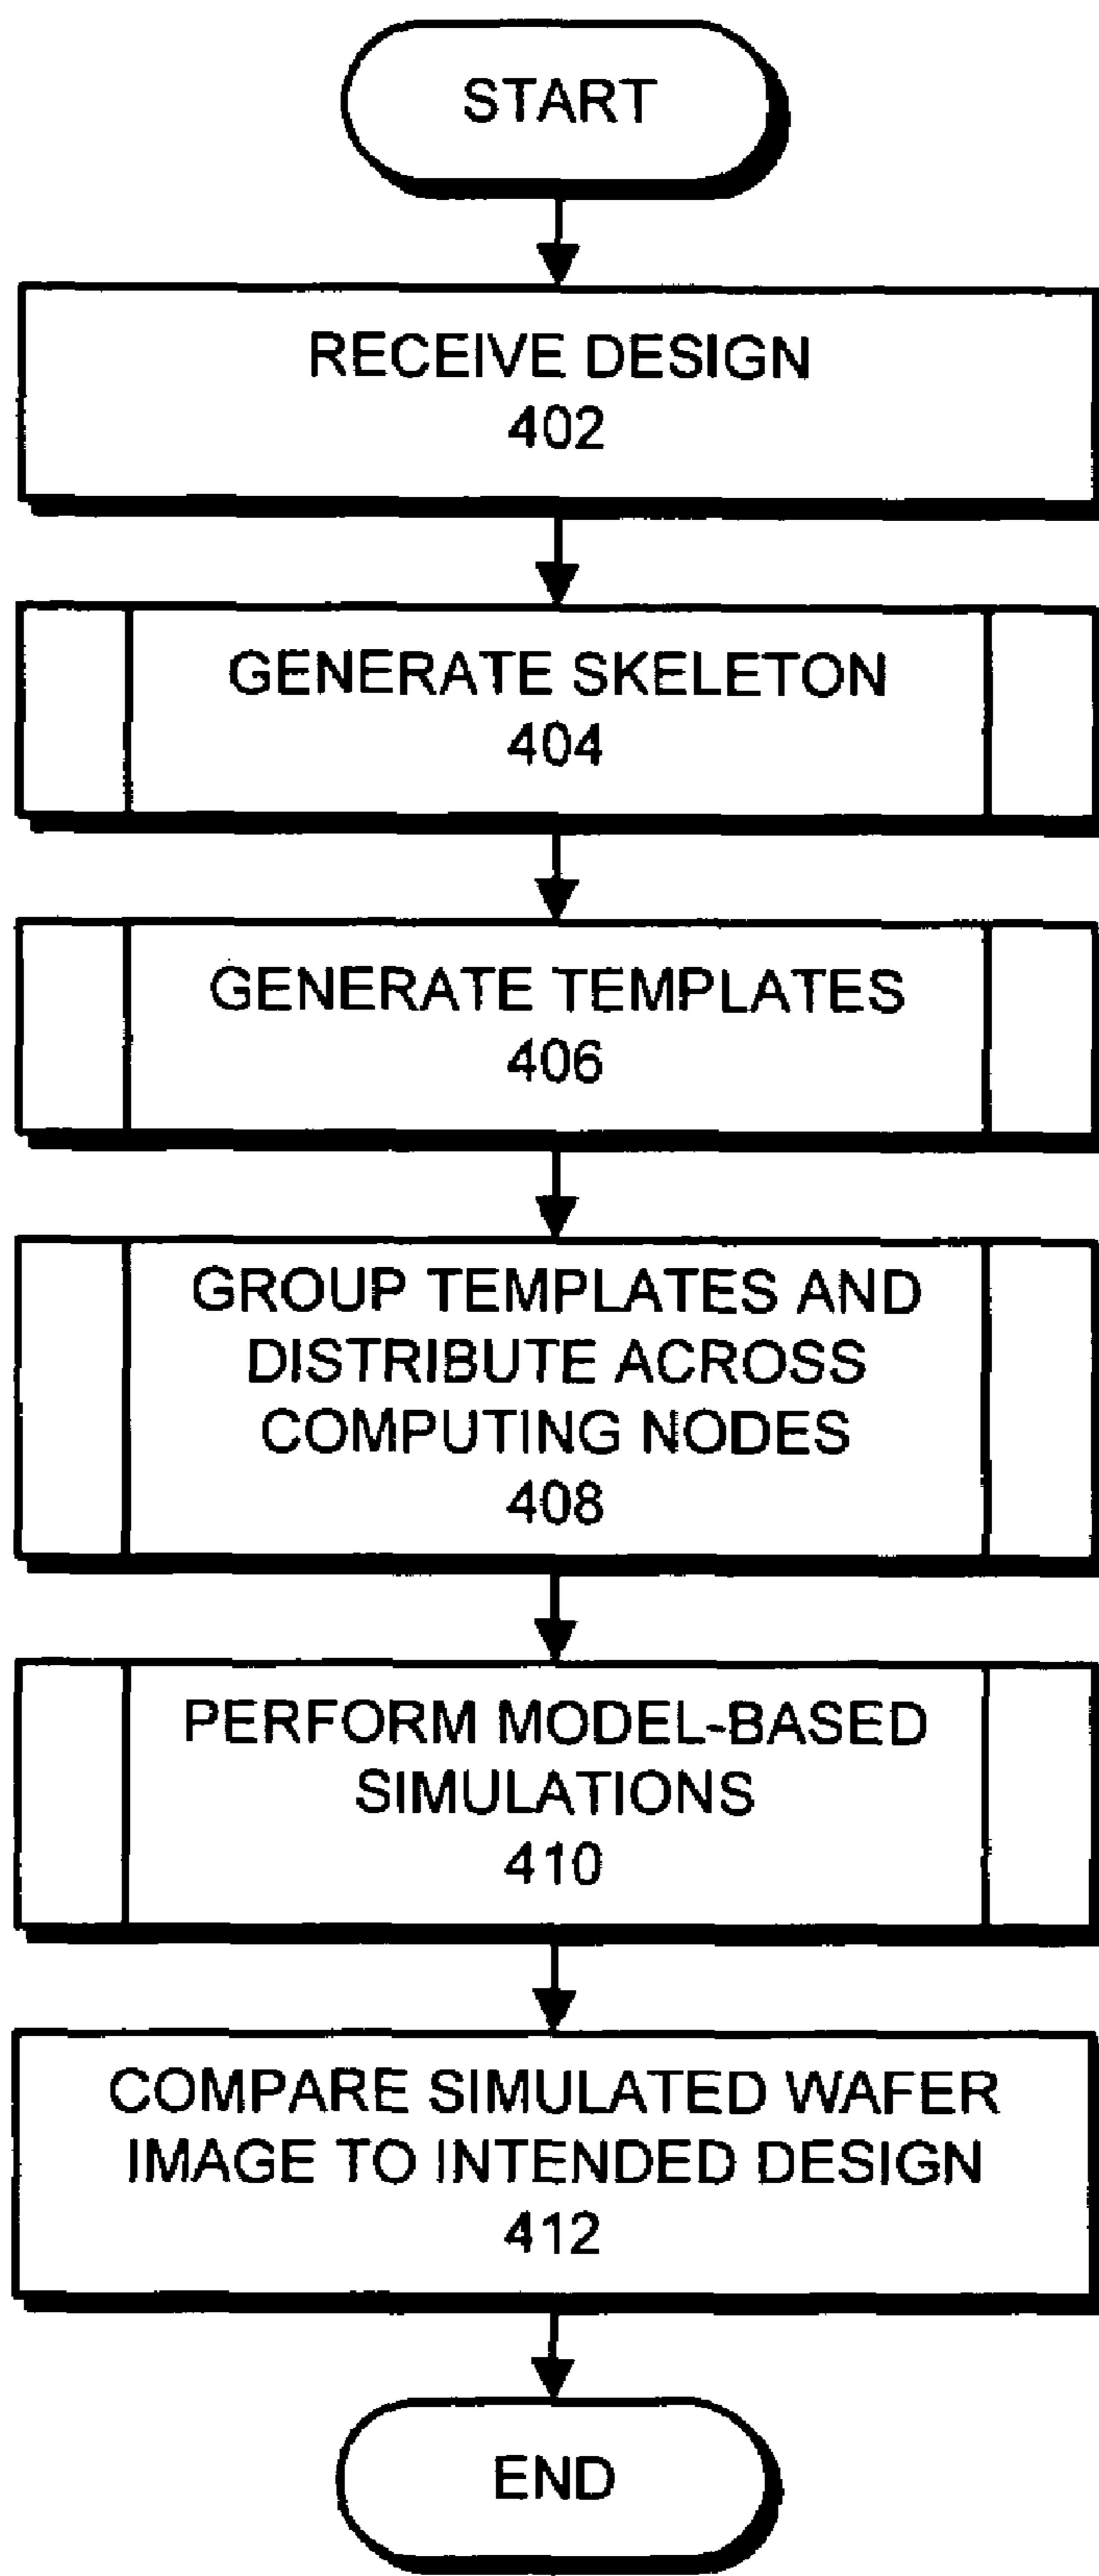 START
RECEIVE DESIGN
402
GENERATE SKELETON
404
GENERATE TEMPLATES
406
GROUP TEMPLATES AND
DISTRIBUTE ACROSS
COMPUTING NODES
408
PERFORM MODEL-BASED
SIMULATIONS
410
COMPARE SIMULATED WAFER
IMAGE TO INTENDED DESIGN
412
END